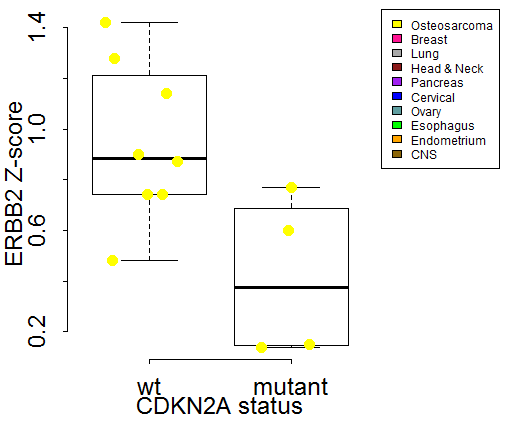 ERBB2 Z-score
1.4
1.0
0.6
0.2
wt mutant
CDKN2A status
Osteosarcoma
Breast
Lung
Head & Neck
Pancreas
Cervical
Ovary
Esophagus
Endometrium
CNS